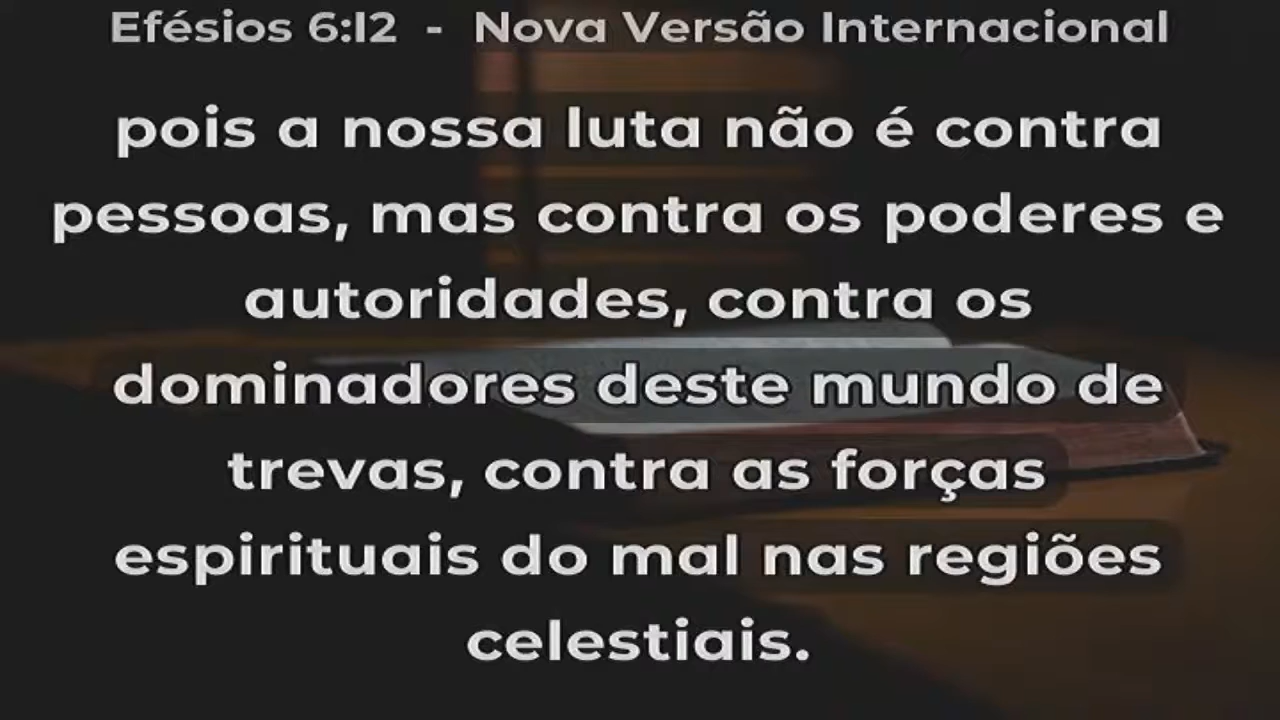 Efésios 6:12 - Nova Versão Internacional
pois a nossa luta não é contra
pessoas, mas contra os poderes e
autoridades, contra os
dominadores deste mundo de
trevas, contra as forças
espirituais do mal nas regiões
celestiais.